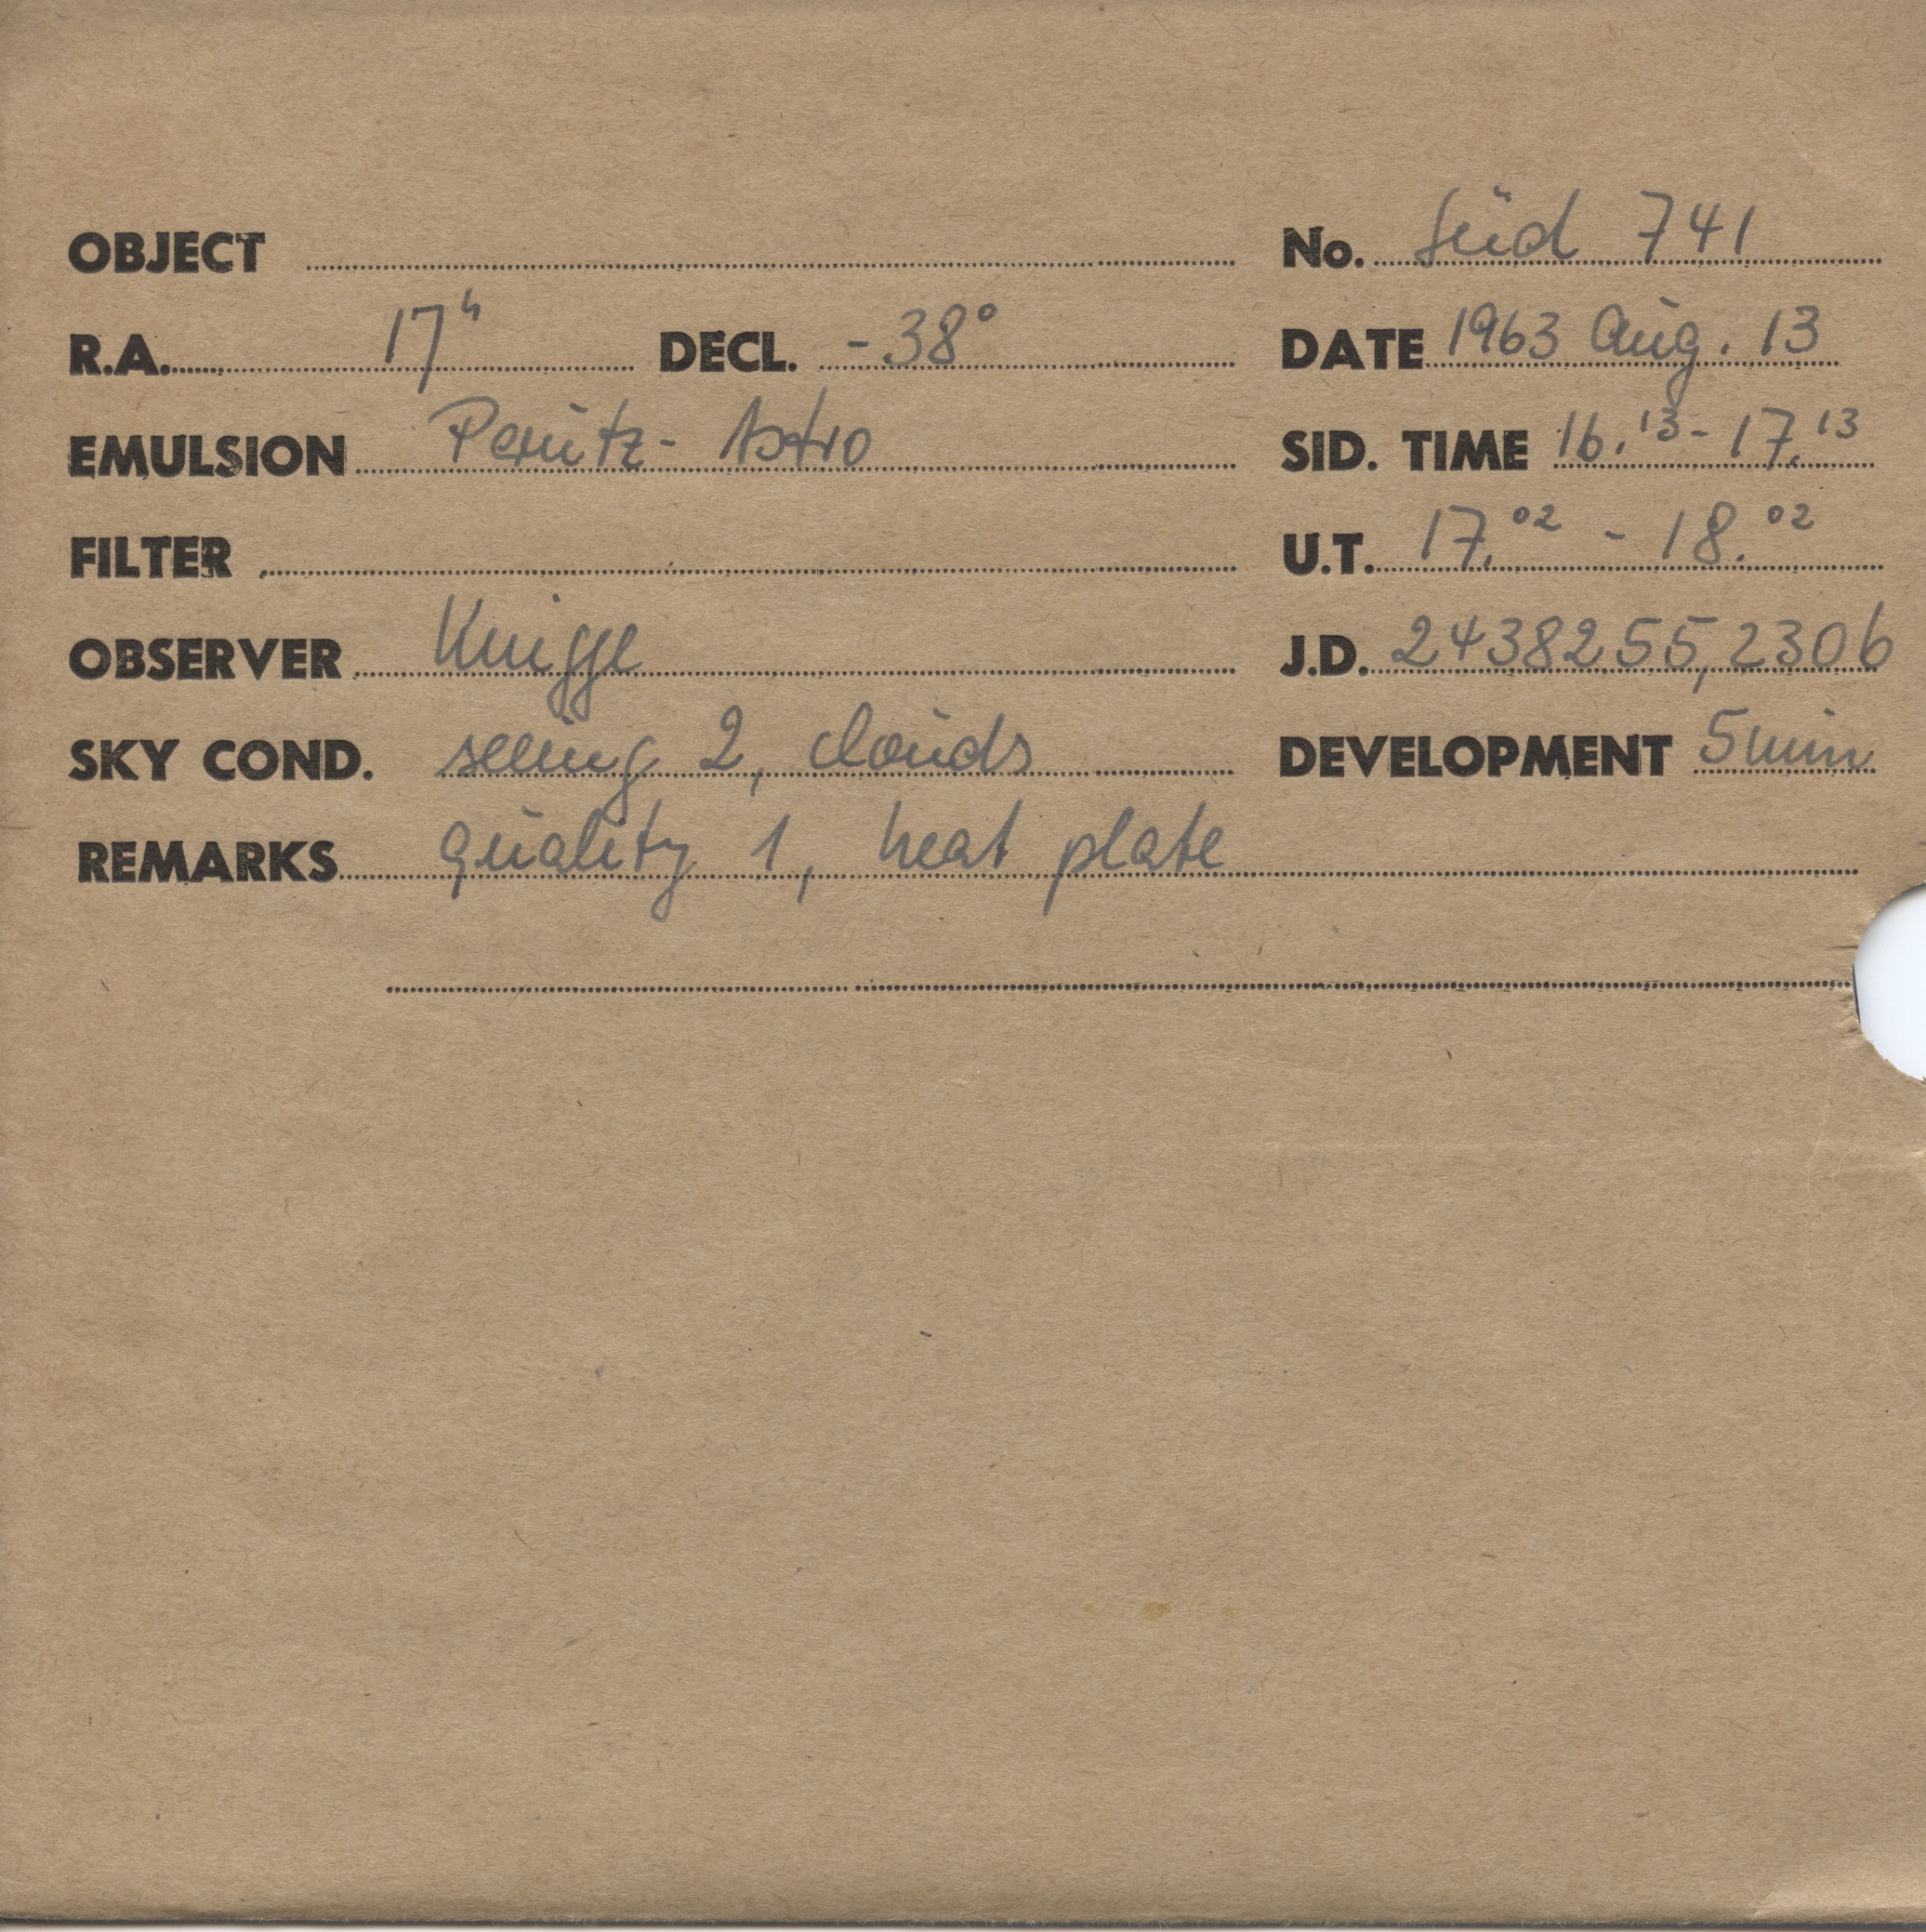 OBJECT No. Süd 741
R.A. 17h DECL. -38° DATE 1963 Aug. 13
EMULSION Perutz- Astro SID. TIME 16.13 - 17.13
FILTER U.T. 17.02 - 18.02
OBSERVER Knigge J.D. 2438255,2306
SKY COND. seeing 2, clouds DEVELOPMENT 5 min
REMARKS quality 1, heat plate